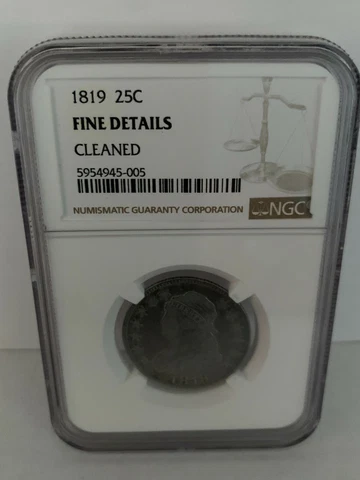 1819 25C
FINE DETAILS
CLEANED
5954945-005
NUMISMATIC GUARANTY CORPORATION NGC